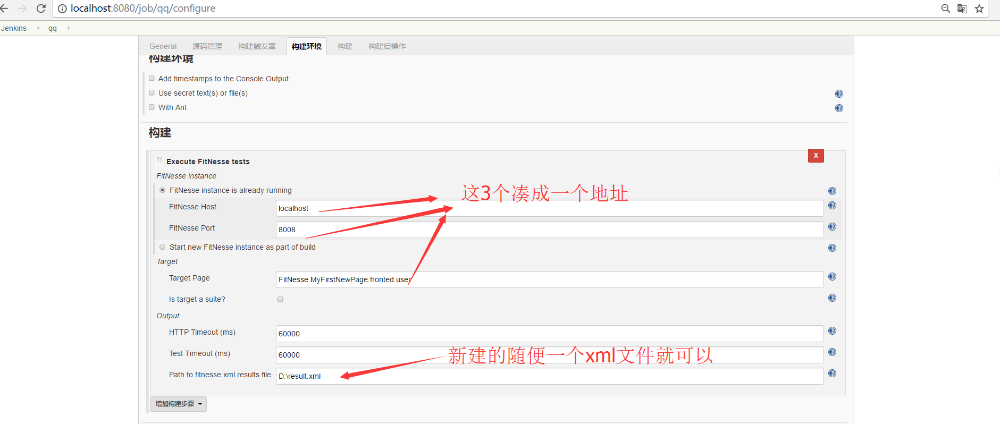 localhost:8080/job/qq/configure
Jenkins qq
General 源码管理 构建触发器 构建环境 构建 构建后操作
构建环境
Add timestamps to the Console Output
Use secret text(s) or file(s)
With Ant
构建
X
Execute FitNesse tests
FitNesse instance
FitNesse instance is already running
这3个凑成一个地址
FitNesse Host localhost
FitNesse Port 8008
Start new FitNesse instance as part of build
Target
Target Page FitNesse.MyFirstNewPage.fronted.user
Is target a suite?
Output
HTTP Timeout (ms) 60000
Test Timeout (ms) 60000
新建的随便一个xml文件就可以
Path to fitnesse xml results file D:\result.xml
增加构建步骤